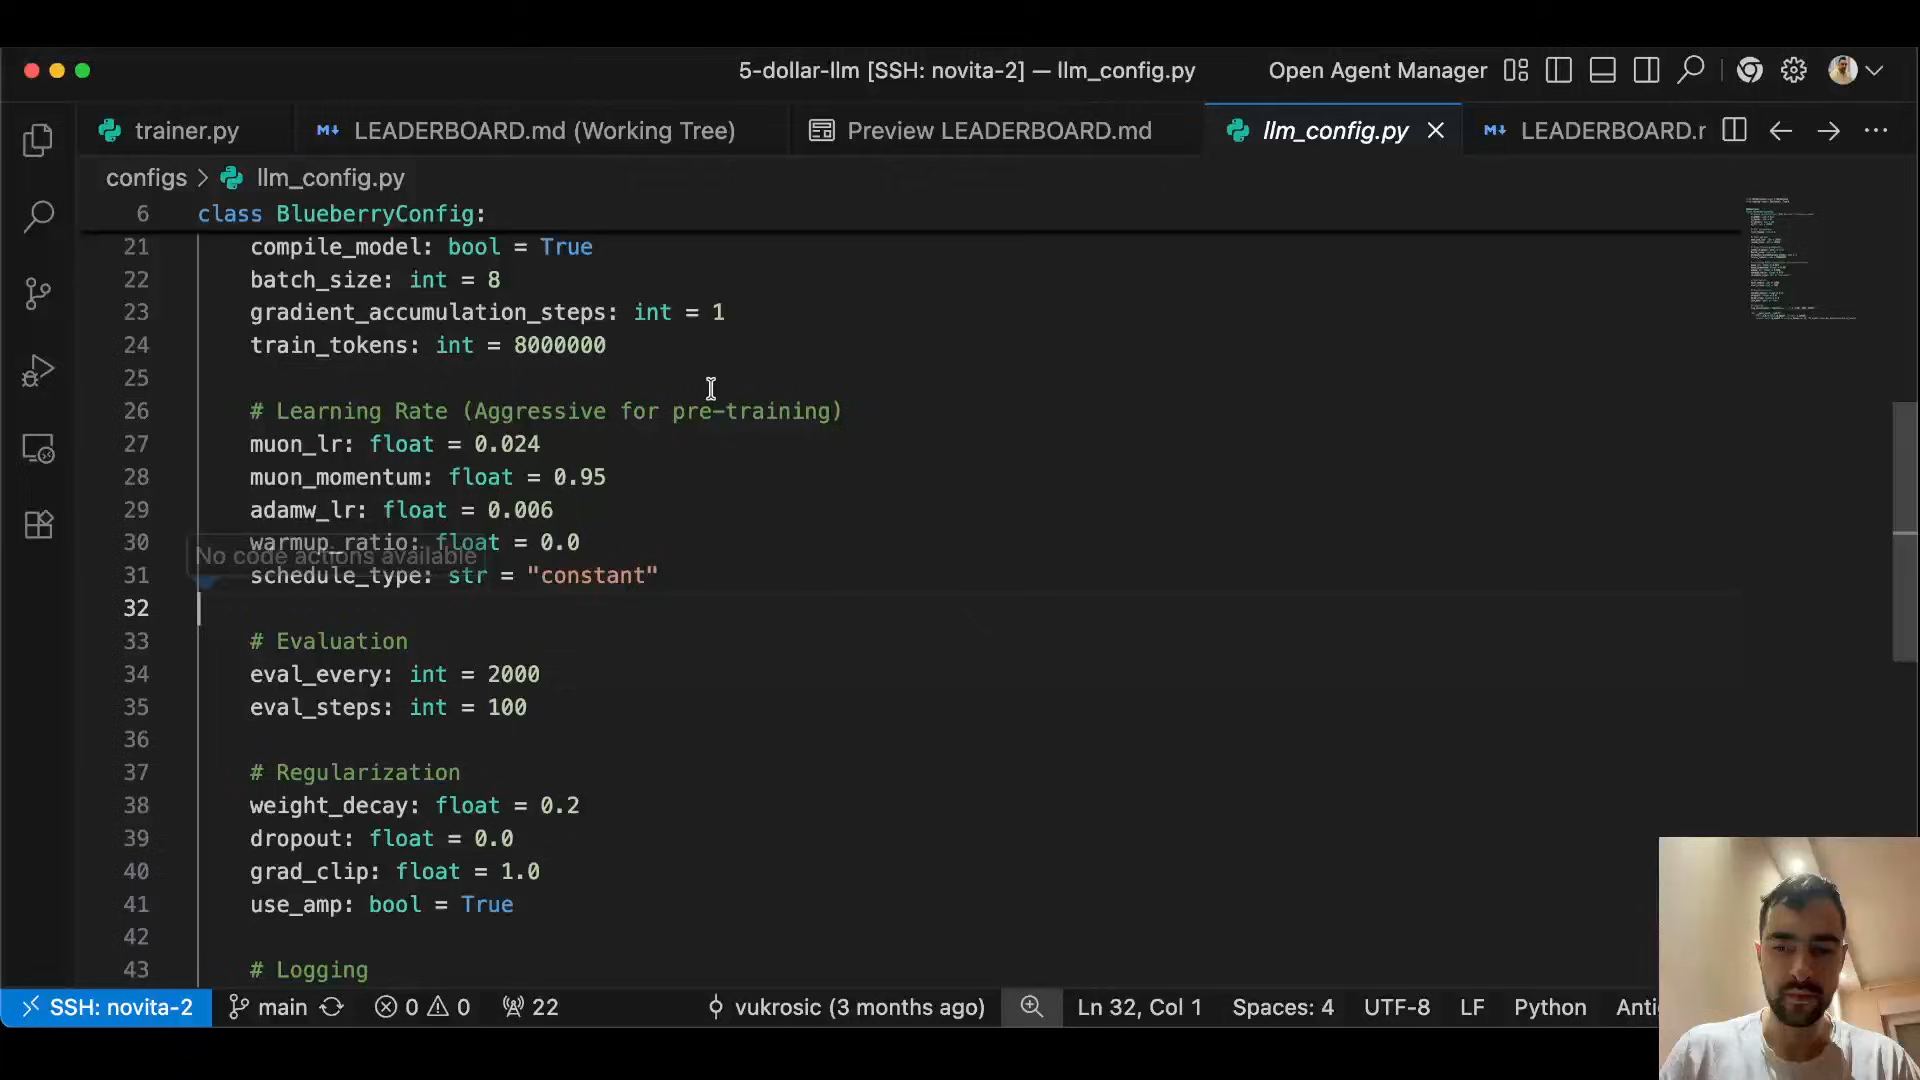 5-dollar-llm [SSH: novita-2] — llm_config.py
Open Agent Manager
trainer.py
LEADERBOARD.md (Working Tree)
Preview LEADERBOARD.md
llm_config.py
LEADERBOARD.r
configs > llm_config.py
6 class BlueberryConfig:
21 compile_model: bool = True
22 batch_size: int = 8
23 gradient_accumulation_steps: int = 1
24 train_tokens: int = 8000000
25
26 # Learning Rate (Aggressive for pre-training)
27 muon_lr: float = 0.024
28 muon_momentum: float = 0.95
29 adamw_lr: float = 0.006
30 warmup_ratio: float = 0.0
No code actions available
31 schedule_type: str = "constant"
32
33 # Evaluation
34 eval_every: int = 2000
35 eval_steps: int = 100
36
37 # Regularization
38 weight_decay: float = 0.2
39 dropout: float = 0.0
40 grad_clip: float = 1.0
41 use_amp: bool = True
42
43 # Logging
SSH: novita-2
main
0
0
22
vukrosic (3 months ago)
Ln 32, Col 1
Spaces: 4
UTF-8
LF
Python
Anti